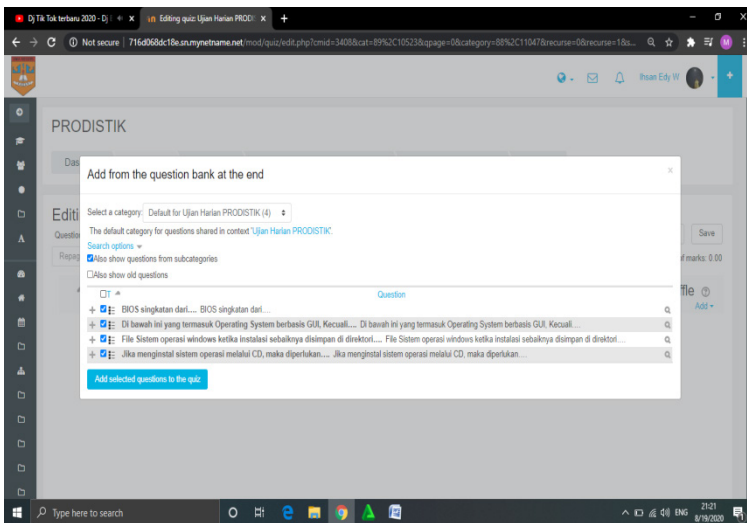 Dj Tik Tok terbaru 2020 - Dj
Editing quiz: Ujian Harian PRODI
Not secure | 716d068dc18e.sn.mynetname.net/mod/quiz/edit.php?cmid=3408&cat=89%2C10523&qpage=0&category=88%2C11047&recurse=0&recurse=1&s...
M
Ihsan Edy W
PRODISTIK
Das
Add from the question bank at the end
x
Editi
Select a category: Default for Ujian Harian PRODISTIK (4)
The default category for questions shared in context 'Ujian Harian PRODISTIK'.
Save
Question
Search options
Repag
Also show questions from subcategories
of marks: 0.00
Also show old questions
ffle
T Question
Add
BIOS singkatan dari.... BIOS singkatan dari....
Di bawah ini yang termasuk Operating System berbasis GUI, Kecuali.... Di bawah ini yang termasuk Operating System berbasis GUI, Kecuali....
File Sistem operasi windows ketika instalasi sebaiknya disimpan di direktori.... File Sistem operasi windows ketika instalasi sebaiknya disimpan di direktori....
Jika menginstal sistem operasi melalui CD, maka diperlukan.... Jika menginstal sistem operasi melalui CD, maka diperlukan....
Add selected questions to the quiz
Type here to search
ENG
21:21
8/19/2020